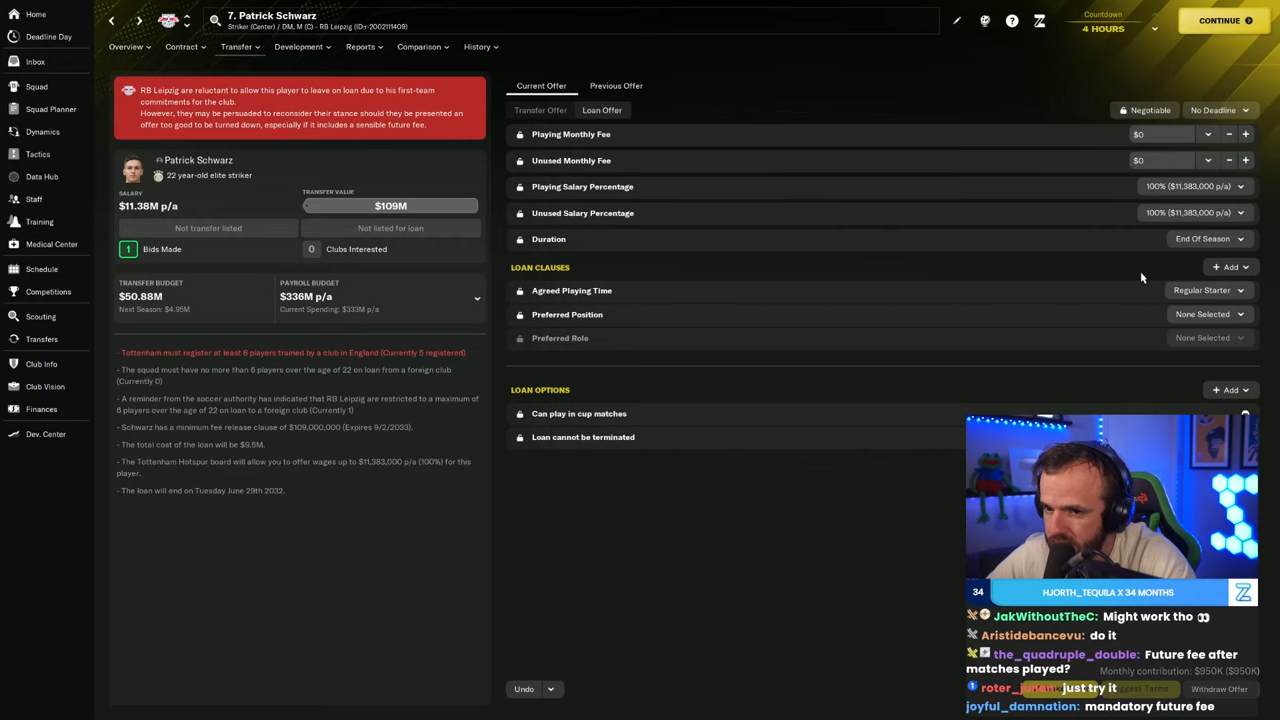 Home
Deadline Day
Inbox
Squad
Squad Planner
Dynamics
Tactics
Data Hub
Staff
Training
Medical Center
Schedule
Competitions
Scouting
Transfers
Club Info
Club Vision
Finances
Dev. Center
7. Patrick Schwarz
Striker (Center) / DM, M (C) - RB Leipzig (ID:r-2002111409)
Countdown
4 HOURS
CONTINUE
Overview
Contract
Transfer
Development
Reports
Comparison
History
RB Leipzig are reluctant to allow this player to leave on loan due to his first-team
commitments for the club.
However, they may be persuaded to reconsider their stance should they be presented an
offer too good to be turned down, especially if it includes a sensible future fee.
Patrick Schwarz
22 year-old elite striker
SALARY
$11.38M p/a
TRANSFER VALUE
$109M
Not transfer listed
Not listed for loan
1 Bids Made
0 Clubs Interested
TRANSFER BUDGET
$50.88M
Next Season: $4.95M
PAYROLL BUDGET
$336M p/a
Current Spending: $333M p/a
- Tottenham must register at least 8 players trained by a club in England (Currently 5 registered)
- The squad must have no more than 6 players over the age of 22 on loan from a foreign club
(Currently 0)
- A reminder from the soccer authority has indicated that RB Leipzig are restricted to a maximum of
6 players over the age of 22 on loan to a foreign club (Currently 1)
- Schwarz has a minimum fee release clause of $109,000,000 (Expires 9/2/2033).
- The total cost of the loan will be $9.5M.
- The Tottenham Hotspur board will allow you to offer wages up to $11,383,000 p/a (100%) for this
player.
- The loan will end on Tuesday June 29th 2032.
Current Offer
Previous Offer
Transfer Offer
Loan Offer
Negotiable
No Deadline
Playing Monthly Fee $0
Unused Monthly Fee $0
Playing Salary Percentage 100% ($11,383,000 p/a)
Unused Salary Percentage 100% ($11,383,000 p/a)
Duration End Of Season
LOAN CLAUSES + Add
Agreed Playing Time Regular Starter
Preferred Position None Selected
Preferred Role None Selected
LOAN OPTIONS + Add
Can play in cup matches
Loan cannot be terminated
34 HJORTH_TEQUILA X 34 MONTHS
JakWithoutTheC: Might work tho
Aristidebancevu: do it
the_quadruple_double: Future fee after
matches played?
Monthly contribution: $950K ($950K)
just try it
joyful_damnation: mandatory future fee
Undo
Suggest Terms
Withdraw Offer